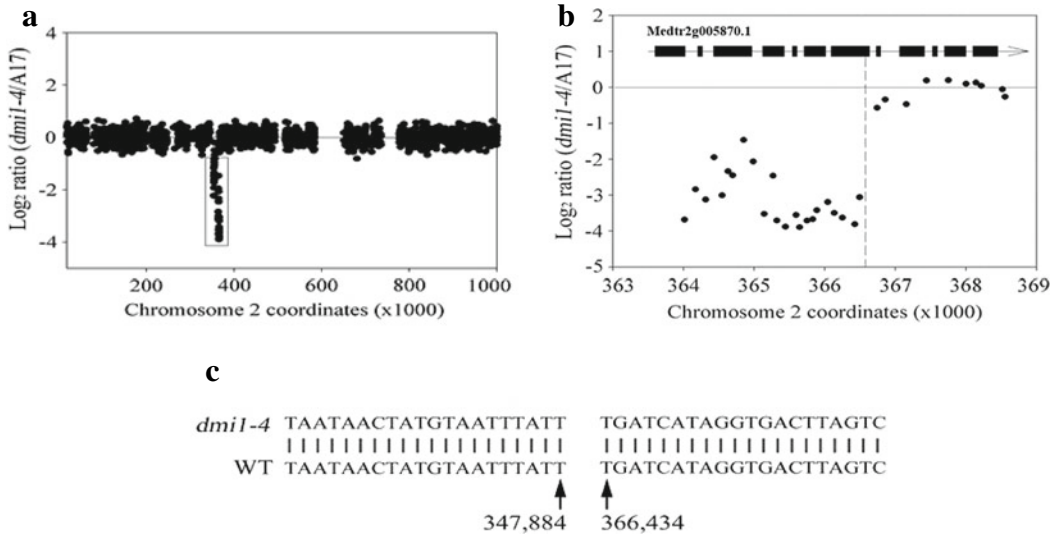 a
Log2 ratio (dmi1-4/A17)
4
2
0
-2
-4
200
400
600
800
1000
Chromosome 2 coordinates (x1000)
b
Log2 ratio (dmi1-4/A17)
2
1
0
-1
-2
-3
-4
-5
Medtr2g005870.1
363
364
365
366
367
368
369
Chromosome 2 coordinates (x1000)
c
dmi1-4 TAATAACTATGTAATTTATT TGATCATAGGTGACTTAGTC
WT TAATAACTATGTAATTTATT TGATCATAGGTGACTTAGTC
347,884 366,434